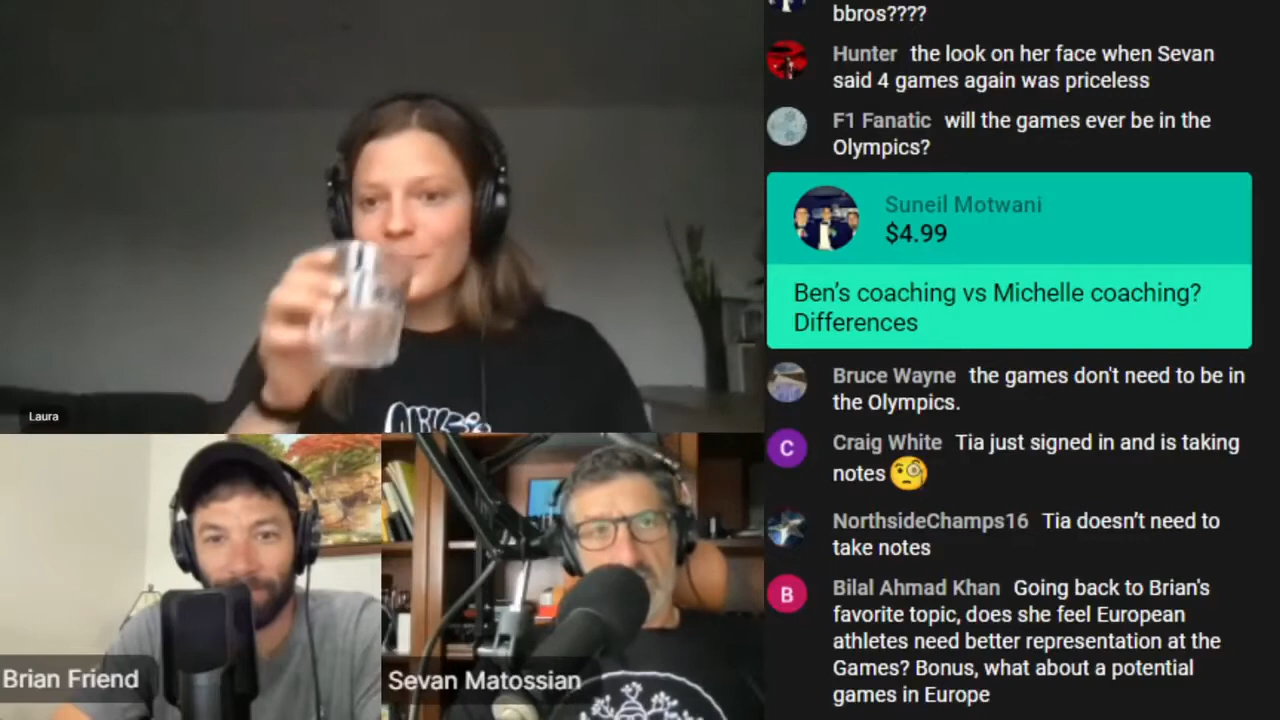 bbros????
Hunter the look on her face when Sevan
said 4 games again was priceless
F1 Fanatic will the games ever be in the
Olympics?
Suneil Motwani
$4.99
Ben's coaching vs Michelle coaching?
Differences
Bruce Wayne the games don't need to be in
the Olympics.
C
Craig White Tia just signed in and is taking
notes
NorthsideChamps16 Tia doesn't need to
take notes
B
Bilal Ahmad Khan Going back to Brian's
favorite topic, does she feel European
athletes need better representation at the
Games? Bonus, what about a potential
games in Europe
Laura
Brian Friend
Sevan Matossian